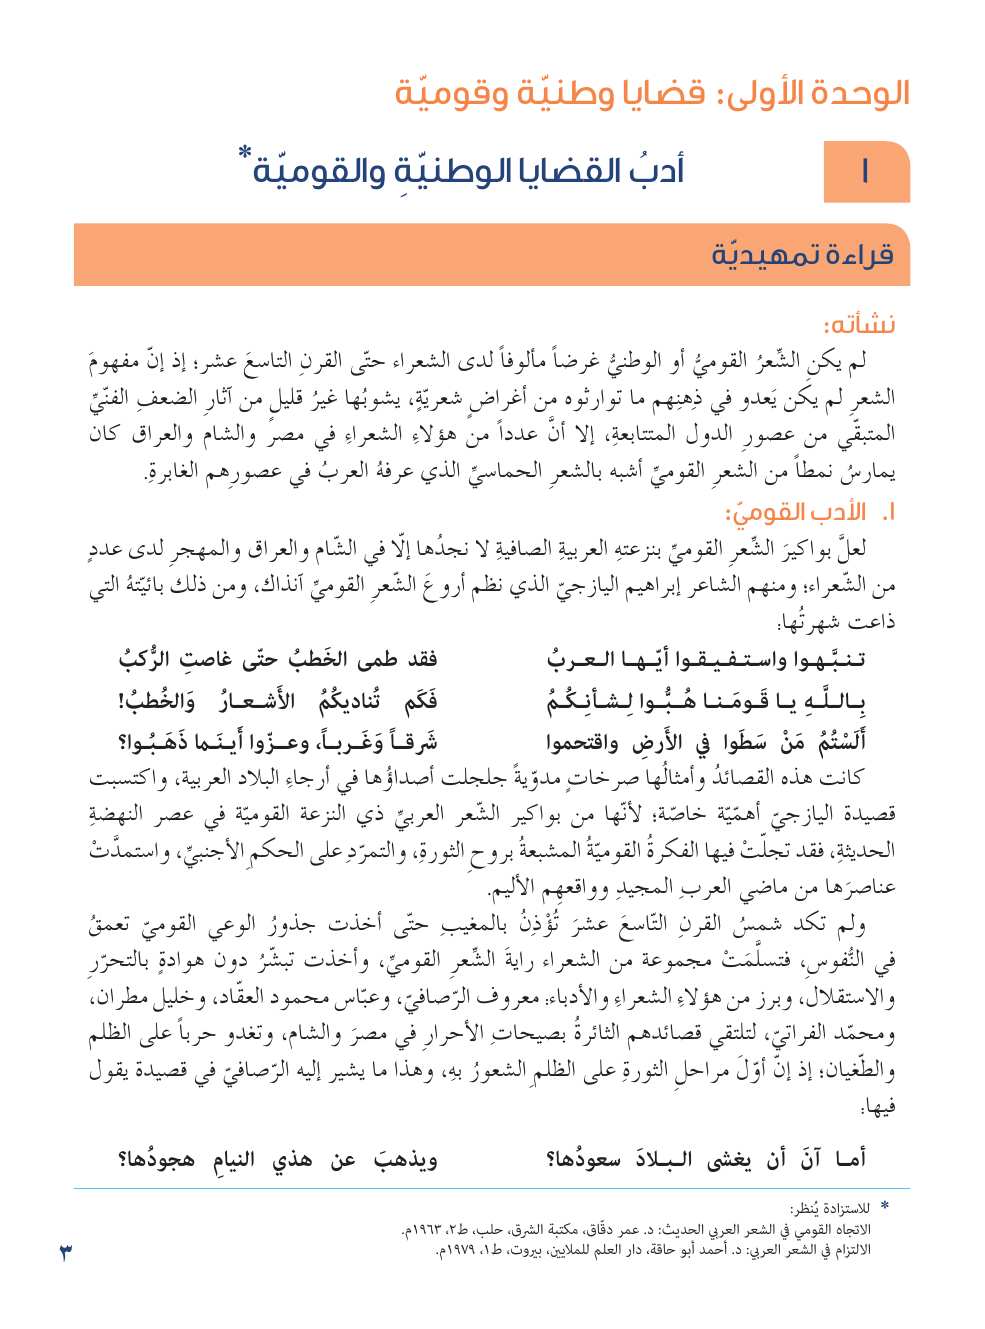 الوحدة الأولى: قضايا وطنيّة وقوميّة
١
أدبُ القضايا الوطنيّةِ والقوميّة*
قراءة تمهيديّة
نشأته:
لم يكنِ الشِّعرُ القوميُّ أو الوطنيُّ غرضاً مألوفاً لدى الشعراء حتّى القرنِ التاسعَ عشر؛ إذ إنّ مفهومَ
الشعرِ لم يكن يَعدو في ذِهنِهم ما توارثوه من أغراضٍ شعريّةٍ، يشوبُها غيرُ قليلٍ من آثارِ الضعفِ الفنّيِّ
المتبقّي من عصورِ الدول المتتابعةِ، إلا أنَّ عدداً من هؤلاءِ الشعراءِ في مصرَ والشام والعراق كان
يمارسُ نمطاً من الشعرِ القوميِّ أشبه بالشعرِ الحماسيِّ الذي عرفهُ العربُ في عصورِهم الغابرةِ.
١. الأدب القوميّ:
لعلَّ بواكيرَ الشِّعرِ القوميِّ بنزعتهِ العربيةِ الصافيةِ لا نجدُها إلّا في الشّام والعراق والمهجرِ لدى عددٍ
من الشّعراء؛ ومنهم الشاعر إبراهيم اليازجيّ الذي نظم أروعَ الشّعرِ القوميِّ آنذاك، ومن ذلك بائيّتهُ التي
ذاعت شهرتُها:
تـنـبَّـهـوا واسـتـفـيـقـوا أيّـهـا الـعـربُ فقد طمى الخَطبُ حتّى غاصتِ الرُّكبُ
بِـالـلَّـهِ يـا قَـومَـنـا هُـبُّـوا لِـشـأنِـكُـمُ فَكَم تُناديكُمُ الأَشـعـارُ وَالخُطبُ!
أَلَسْتُمُ مَنْ سَطَوا في الأَرضِ واقتحموا شَرقـاً وَغَـربـاً، وعـزّوا أَينَـما ذَهَـبُـوا؟
كانت هذه القصائدُ وأمثالُها صرخاتٍ مدوّيةً جلجلت أصداؤُها في أرجاءِ البلاد العربية، واكتسبت
قصيدة اليازجيّ أهمّيّة خاصّة؛ لأنّها من بواكير الشّعر العربيِّ ذي النزعة القوميّة في عصر النهضةِ
الحديثةِ، فقد تجلّتْ فيها الفكرةُ القوميّةُ المشبعةُ بروحِ الثورةِ، والتمرّدِ على الحكمِ الأجنبيِّ، واستمدَّتْ
عناصرَها من ماضي العربِ المجيدِ وواقعهِم الأليم.
ولم تكد شمسُ القرنِ التّاسعَ عشرَ تُؤْذِنُ بالمغيبِ حتّى أخذت جذورُ الوعي القوميّ تعمقُ
في النُّفوسِ، فتسلَّمَتْ مجموعة من الشعراء رايةَ الشِّعرِ القوميِّ، وأخذت تبشّرُ دون هوادةٍ بالتحرّرِ
والاستقلال، وبرز من هؤلاءِ الشعراءِ والأدباء: معروف الرّصافيّ، وعبّاس محمود العقّاد، وخليل مطران،
ومحمّد الفراتيّ، لتلتقي قصائدهم الثائرةُ بصيحاتِ الأحرارِ في مصرَ والشام، وتغدو حرباً على الظلم
والطّغيان؛ إذ إنّ أوّلَ مراحلِ الثورةِ على الظلمِ الشعورُ بهِ، وهذا ما يشير إليه الرّصافيّ في قصيدة يقول
فيها:
أمـا آنَ أن يغشى الـبـلادَ سعودُها؟ ويذهبَ عن هذي النيامِ هجودُها؟
* للاستزادة يُنظر:
الاتجاه القومي في الشعر العربي الحديث: د. عمر دقّاق، مكتبة الشرق، حلب، ط٢، ١٩٦٣م.
الالتزام في الشعر العربي: د. أحمد أبو حاقة، دار العلم للملايين، بيروت، ط١، ١٩٧٩م.
٣